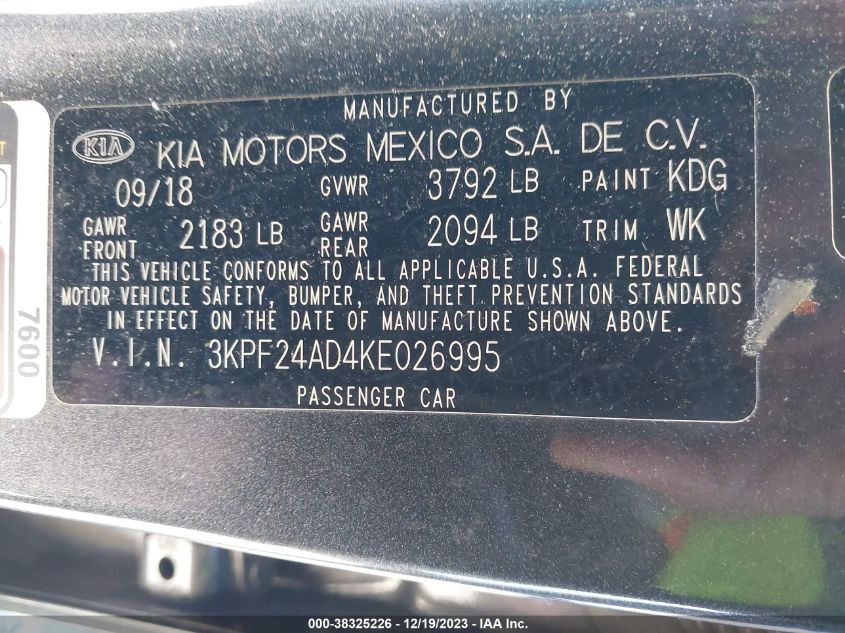 MANUFACTURED BY
KIA KIA MOTORS MEXICO S.A. DE C.V.
09/18 GVWR 3792 LB PAINT KDG
GAWR FRONT 2183 LB GAWR REAR 2094 LB TRIM WK
THIS VEHICLE CONFORMS TO ALL APPLICABLE U.S.A. FEDERAL
MOTOR VEHICLE SAFETY, BUMPER, AND THEFT PREVENTION STANDARDS
IN EFFECT ON THE DATE OF MANUFACTURE SHOWN ABOVE.
V.I.N. 3KPF24AD4KE026995
PASSENGER CAR
7600
000-38325226 - 12/19/2023 - IAA Inc.